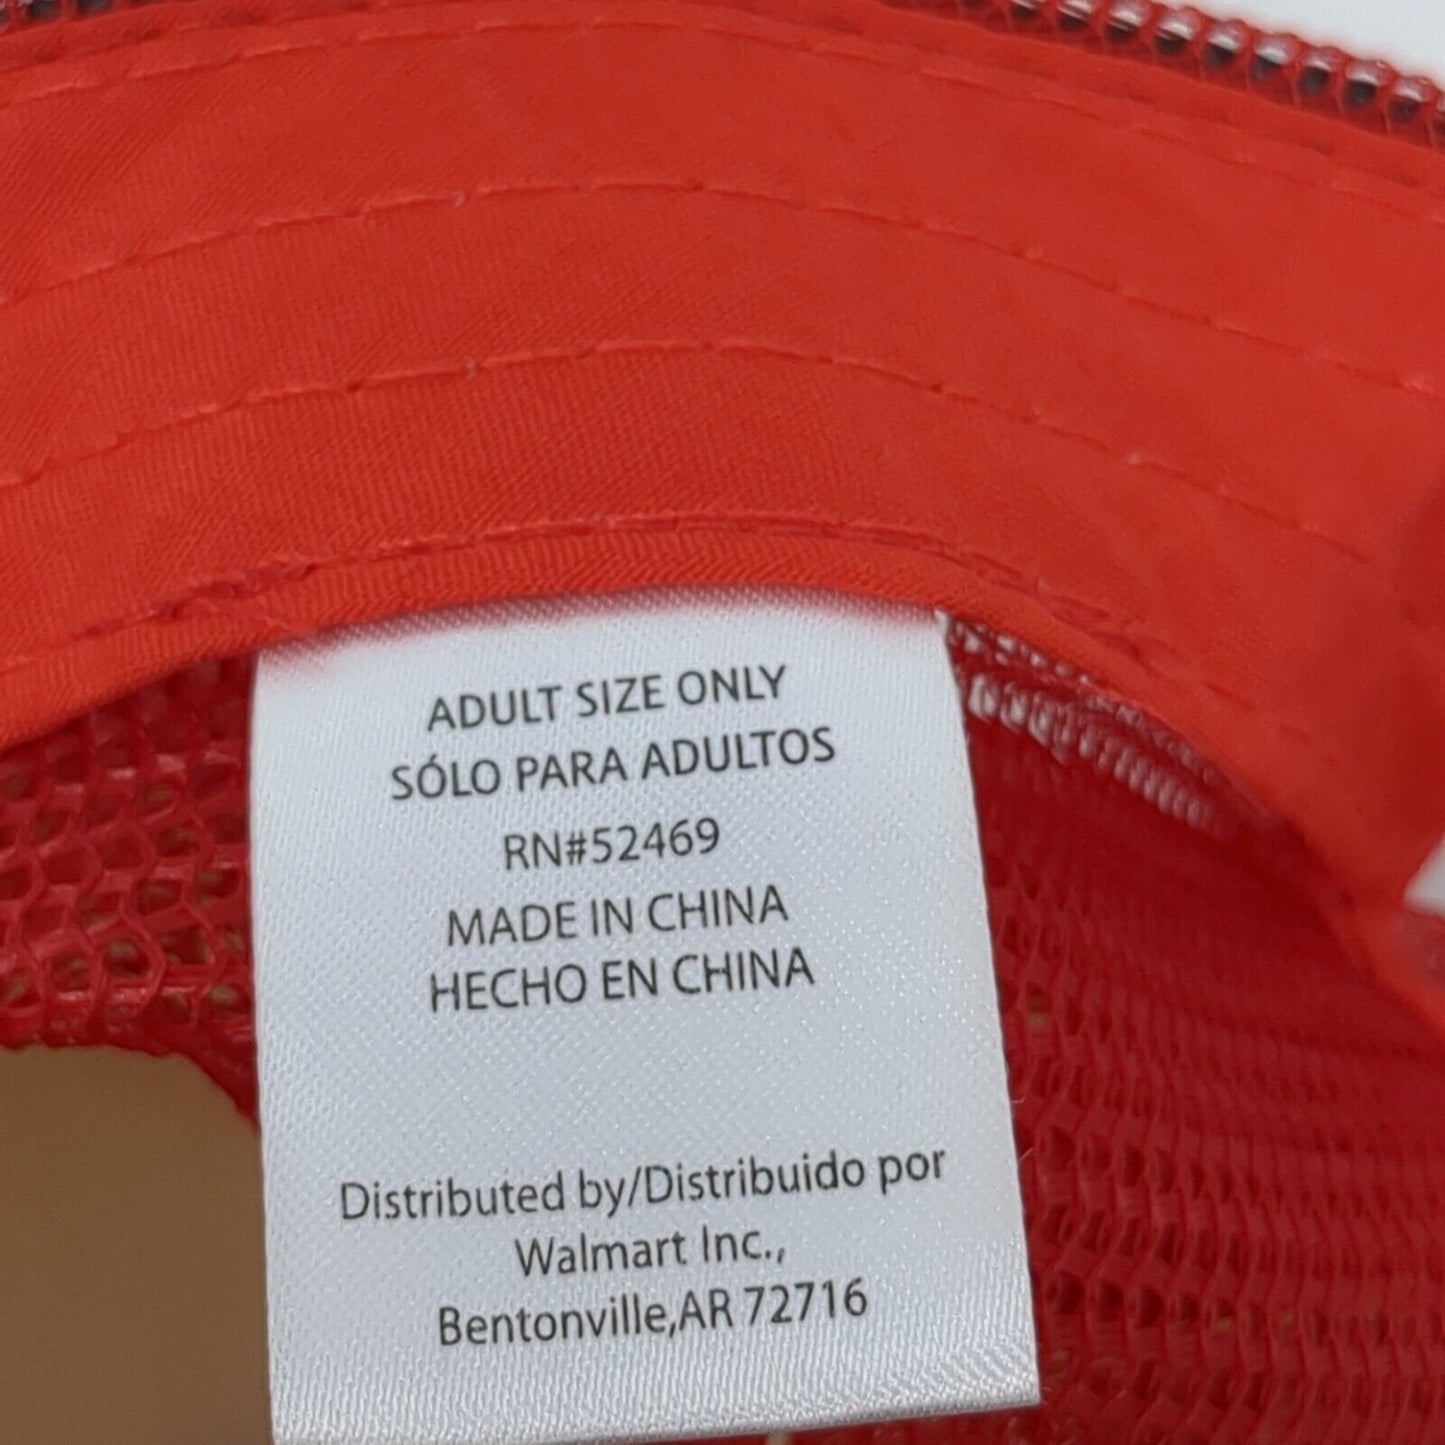 ADULT SIZE ONLY
SÓLO PARA ADULTOS
RN#52469
MADE IN CHINA
HECHO EN CHINA
Distributed by/Distribuido por
Walmart Inc.,
Bentonville,AR 72716